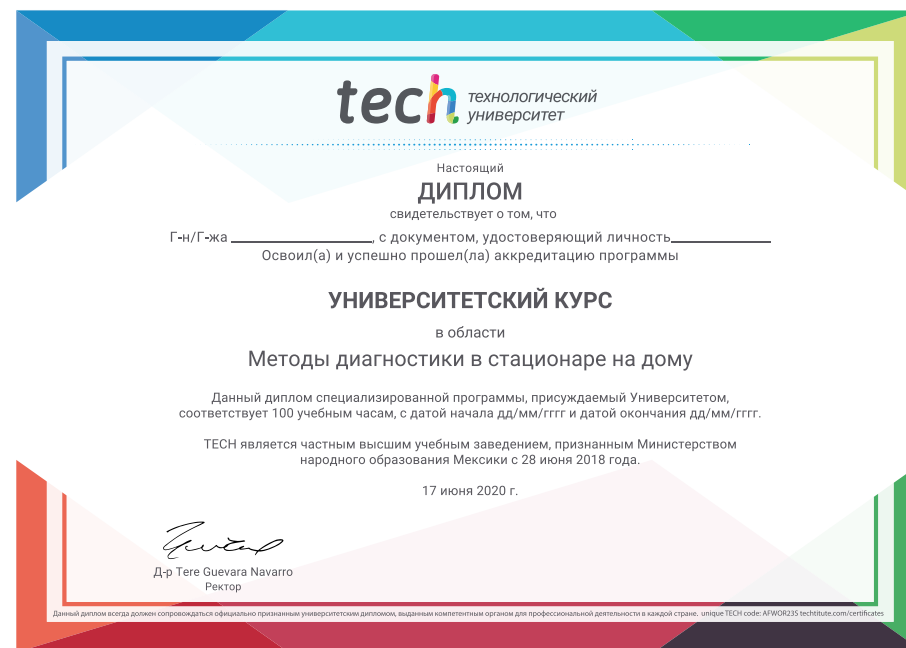 tech технологический
университет
Настоящий
ДИПЛОМ
свидетельствует о том, что
Г-н/Г-жа ____________________, с документом, удостоверяющий личность______________
Освоил(а) и успешно прошел(ла) аккредитацию программы
УНИВЕРСИТЕТСКИЙ КУРС
в области
Методы диагностики в стационаре на дому
Данный диплом специализированной программы, присуждаемый Университетом,
соответствует 100 учебным часам, с датой начала дд/мм/гггг и датой окончания дд/мм/гггг.
TECH является частным высшим учебным заведением, признанным Министерством
народного образования Мексики с 28 июня 2018 года.
17 июня 2020 г.
Д-р Tere Guevara Navarro
Ректор
Данный диплом всегда должен сопровождаться официально признанным университетским дипломом, выданным компетентным органом для профессиональной деятельности в каждой стране. unique TECH code: AFWOR23S techtitute.com/certificates